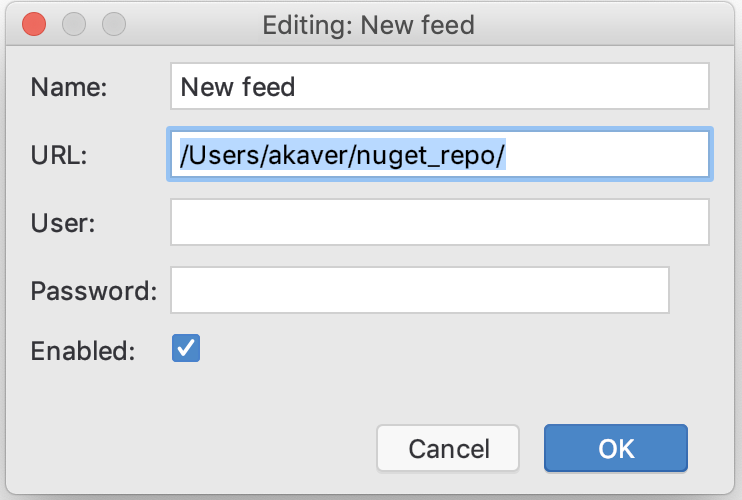 Editing: New feed
Name: New feed
URL: /Users/akaver/nuget_repo/
User:
Password:
Enabled:
Cancel OK